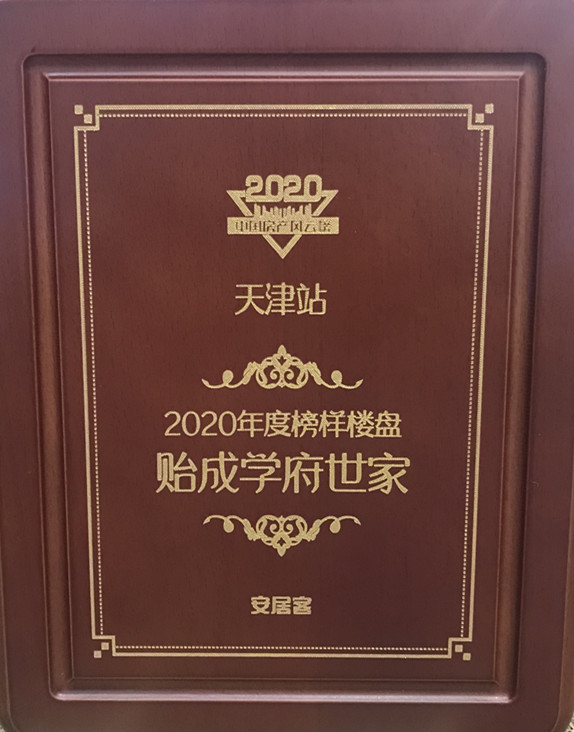 2020
中国房产风云榜
天津站
2020年度榜样楼盘
贻成学府世家
安居客